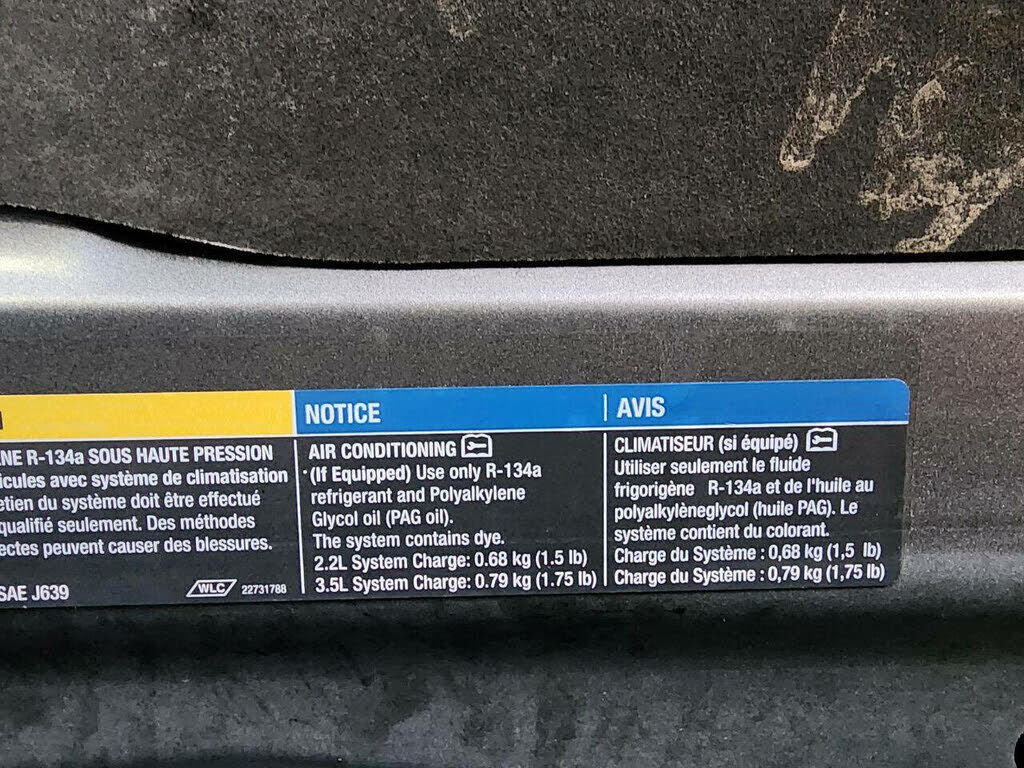 NE R-134a SOUS HAUTE PRESSION
icules avec système de climatisation
etien du système doit être effectué
qualifié seulement. Des méthodes
ectes peuvent causer des blessures.
SAE J639
WLC 22731788
NOTICE
AIR CONDITIONING
·(If Equipped) Use only R-134a
refrigerant and Polyalkylene
Glycol oil (PAG oil).
The system contains dye.
2.2L System Charge: 0.68 kg (1.5 lb)
3.5L System Charge: 0.79 kg (1.75 lb)
AVIS
CLIMATISEUR (si équipé)
Utiliser seulement le fluide
frigorigène R-134a et de l'huile au
polyalkylèneglycol (huile PAG). Le
système contient du colorant.
Charge du Système : 0,68 kg (1,5 lb)
Charge du Système : 0,79 kg (1,75 lb)